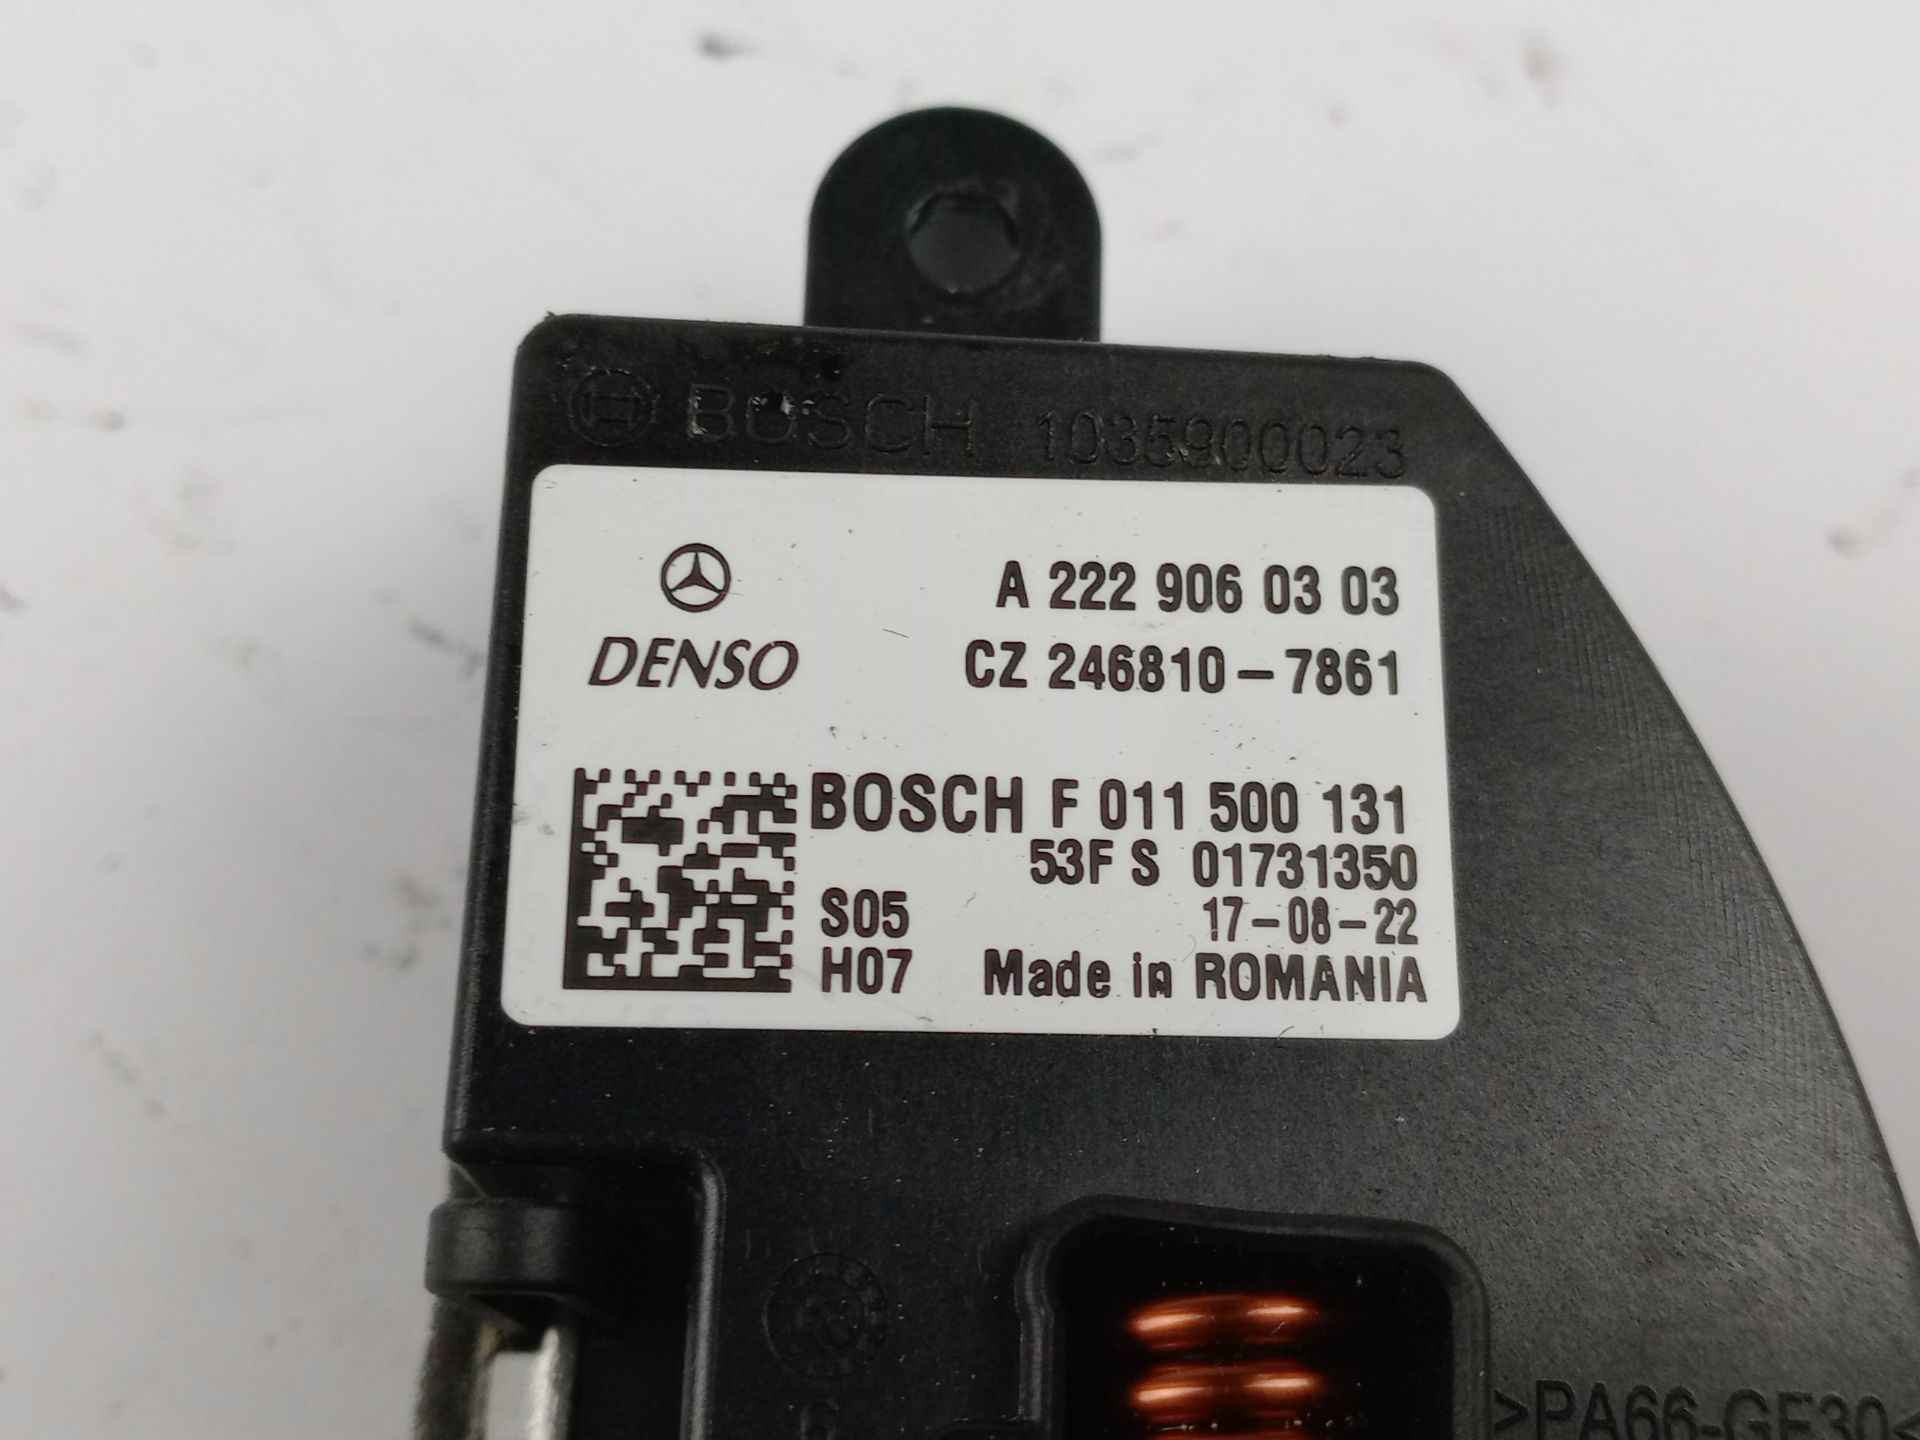 BOSCH 1035900023
A 222 906 03 03
DENSO CZ 246810-7861
BOSCH F 011 500 131
53F S 01731350
S05 17-08-22
H07 Made in ROMANIA
>PA66-GF30<